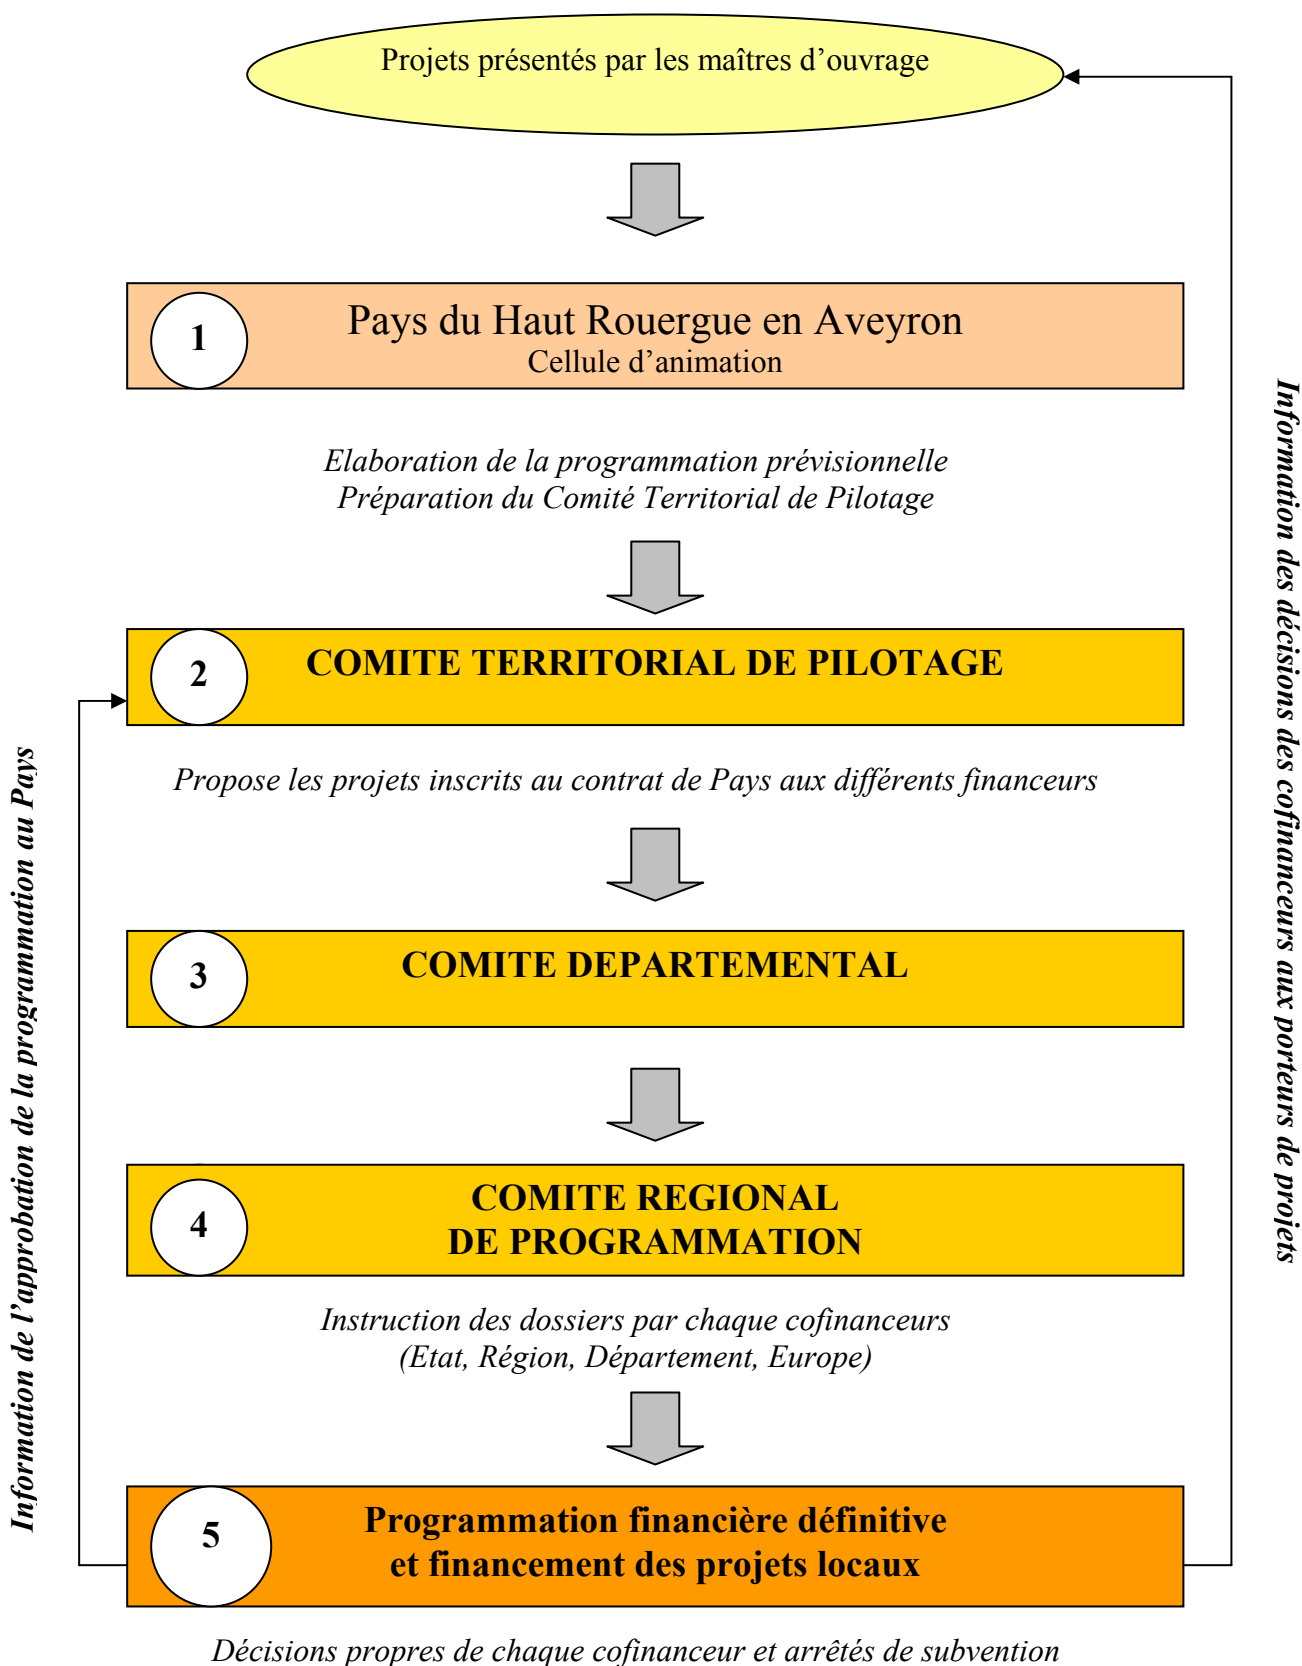 Projets présentés par les maîtres d’ouvrage
1
Pays du Haut Rouergue en Aveyron
Cellule d’animation
Elaboration de la programmation prévisionnelle
Préparation du Comité Territorial de Pilotage
2
COMITE TERRITORIAL DE PILOTAGE
Propose les projets inscrits au contrat de Pays aux différents financeurs
3
COMITE DEPARTEMENTAL
4
COMITE REGIONAL
DE PROGRAMMATION
Instruction des dossiers par chaque cofinanceurs
(Etat, Région, Département, Europe)
5
Programmation financière définitive
et financement des projets locaux
Décisions propres de chaque cofinanceur et arrêtés de subvention
Information de l’approbation de la programmation au Pays
Information des décisions des cofinanceurs aux porteurs de projets